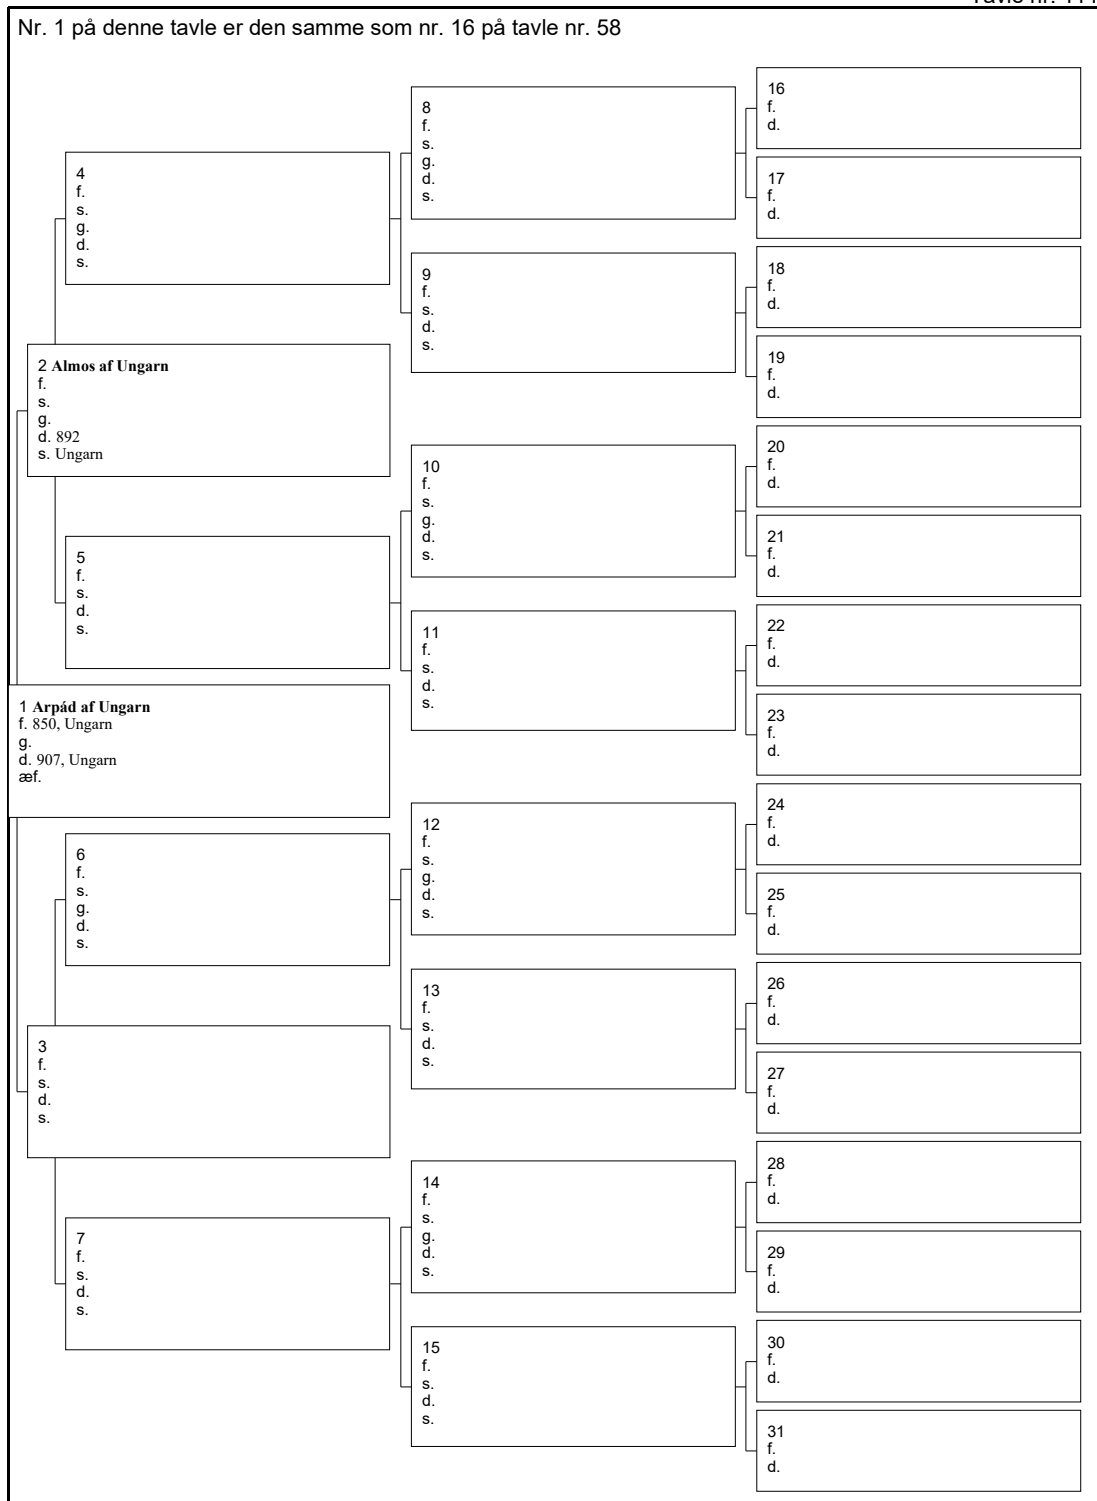 Nr. 1 på denne tavle er den samme som nr. 16 på tavle nr. 58
16
f.
d.
8
f.
s.
g.
d.
s.
17
f.
d.
4
f.
s.
g.
d.
s.
18
f.
d.
9
f.
s.
d.
s.
19
f.
d.
2 Almos af Ungarn
f.
s.
g.
d. 892
s. Ungarn
20
f.
d.
10
f.
s.
g.
d.
s.
21
f.
d.
5
f.
s.
d.
s.
22
f.
d.
11
f.
s.
d.
s.
23
f.
d.
1 Arpád af Ungarn
f. 850, Ungarn
g.
d. 907, Ungarn
æf.
24
f.
d.
12
f.
s.
g.
d.
s.
25
f.
d.
6
f.
s.
g.
d.
s.
26
f.
d.
13
f.
s.
d.
s.
27
f.
d.
3
f.
s.
d.
s.
28
f.
d.
14
f.
s.
g.
d.
s.
29
f.
d.
7
f.
s.
d.
s.
30
f.
d.
15
f.
s.
d.
s.
31
f.
d.